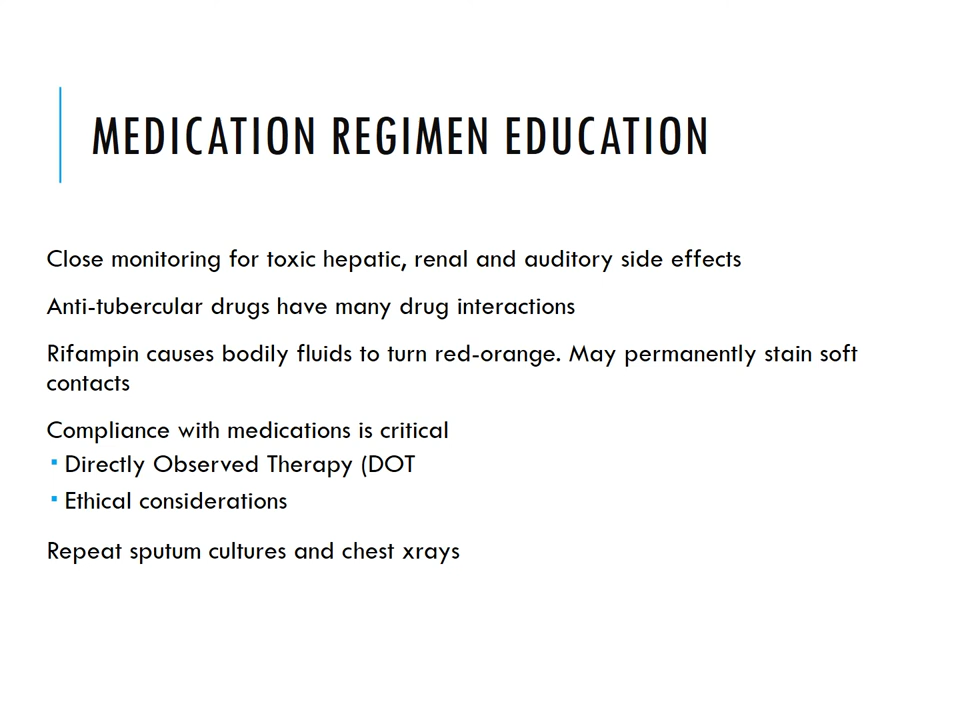 MEDICATION REGIMEN EDUCATION
Close monitoring for toxic hepatic, renal and auditory side effects
Anti-tubercular drugs have many drug interactions
Rifampin causes bodily fluids to turn red-orange. May permanently stain soft
contacts
Compliance with medications is critical
▪ Directly Observed Therapy (DOT
▪ Ethical considerations
Repeat sputum cultures and chest xrays